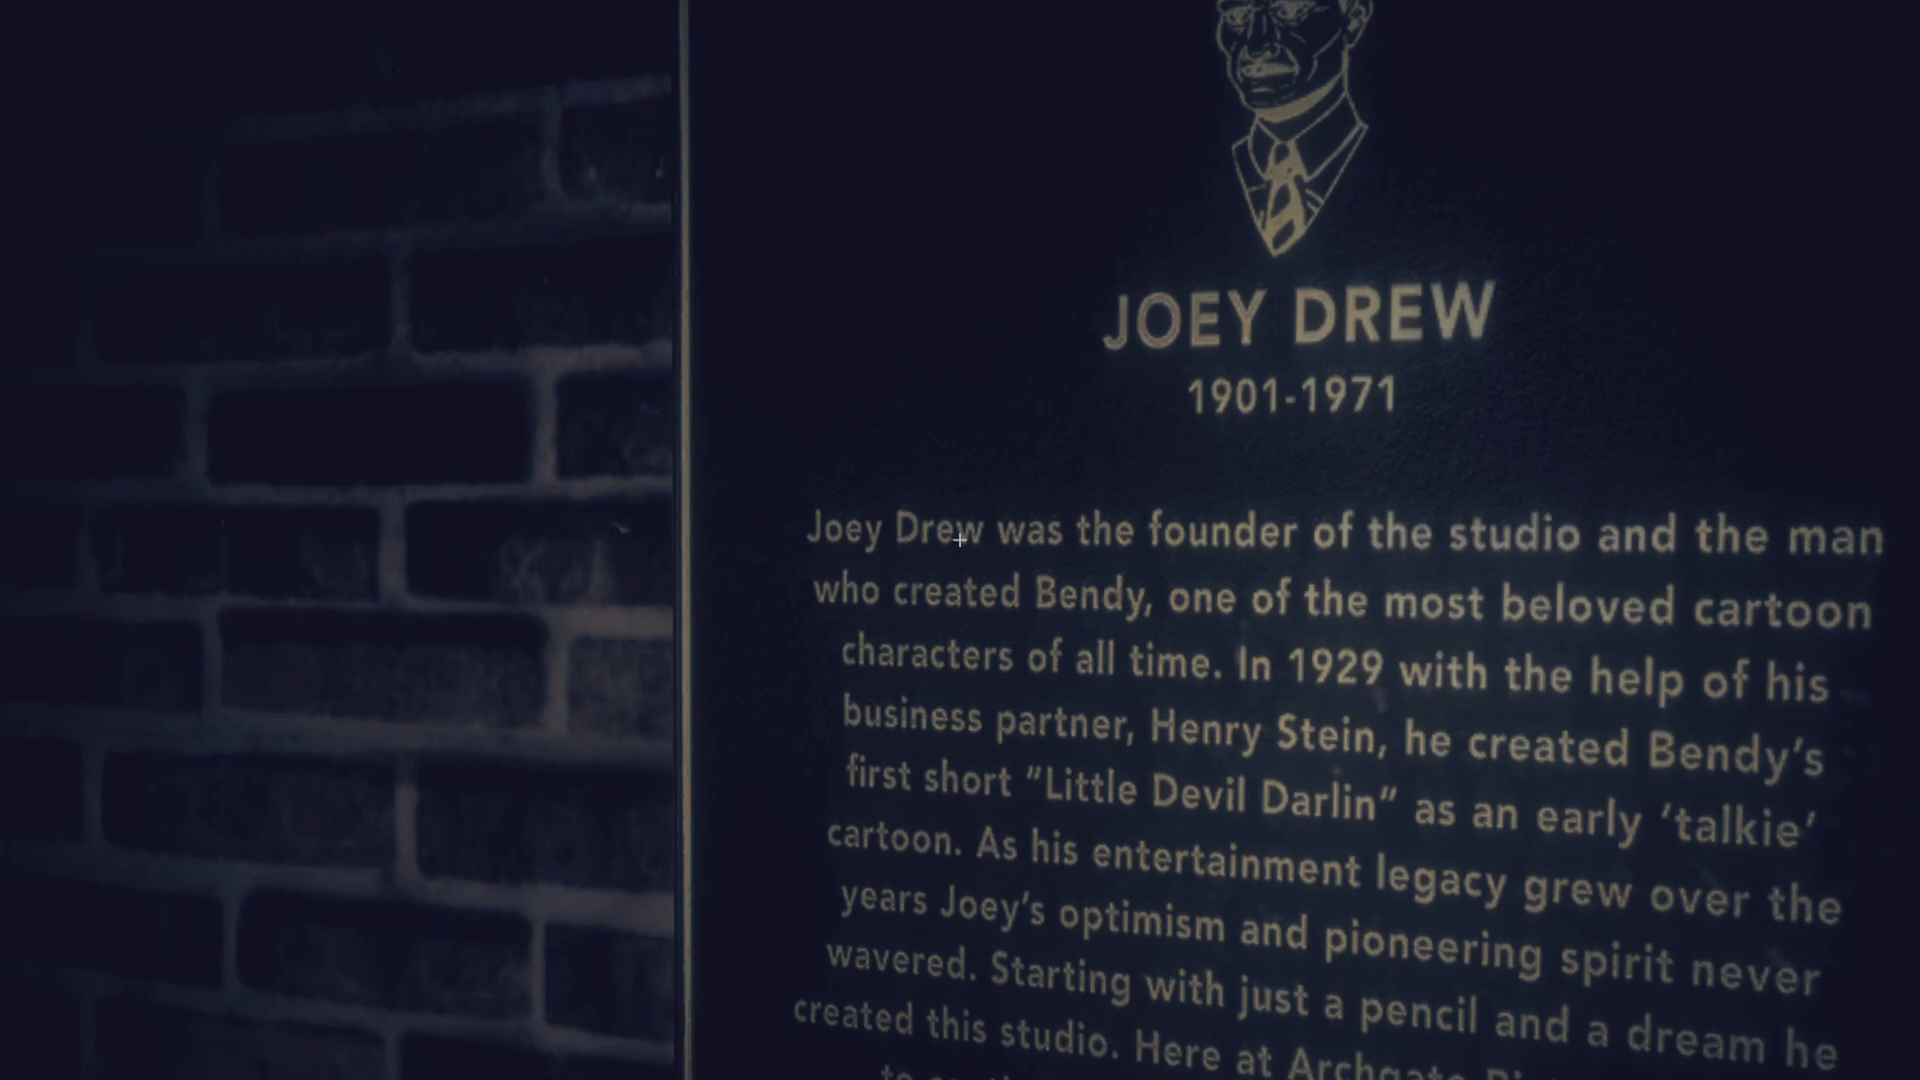 JOEY DREW
1901-1971
Joey Drew was the founder of the studio and the man
who created Bendy, one of the most beloved cartoon
characters of all time. In 1929 with the help of his
business partner, Henry Stein, he created Bendy's
first short "Little Devil Darlin" as an early 'talkie'
cartoon. As his entertainment legacy grew over the
years Joey's optimism and pioneering spirit never
wavered. Starting with just a pencil and a dream he
created this studio. Here at Archgate